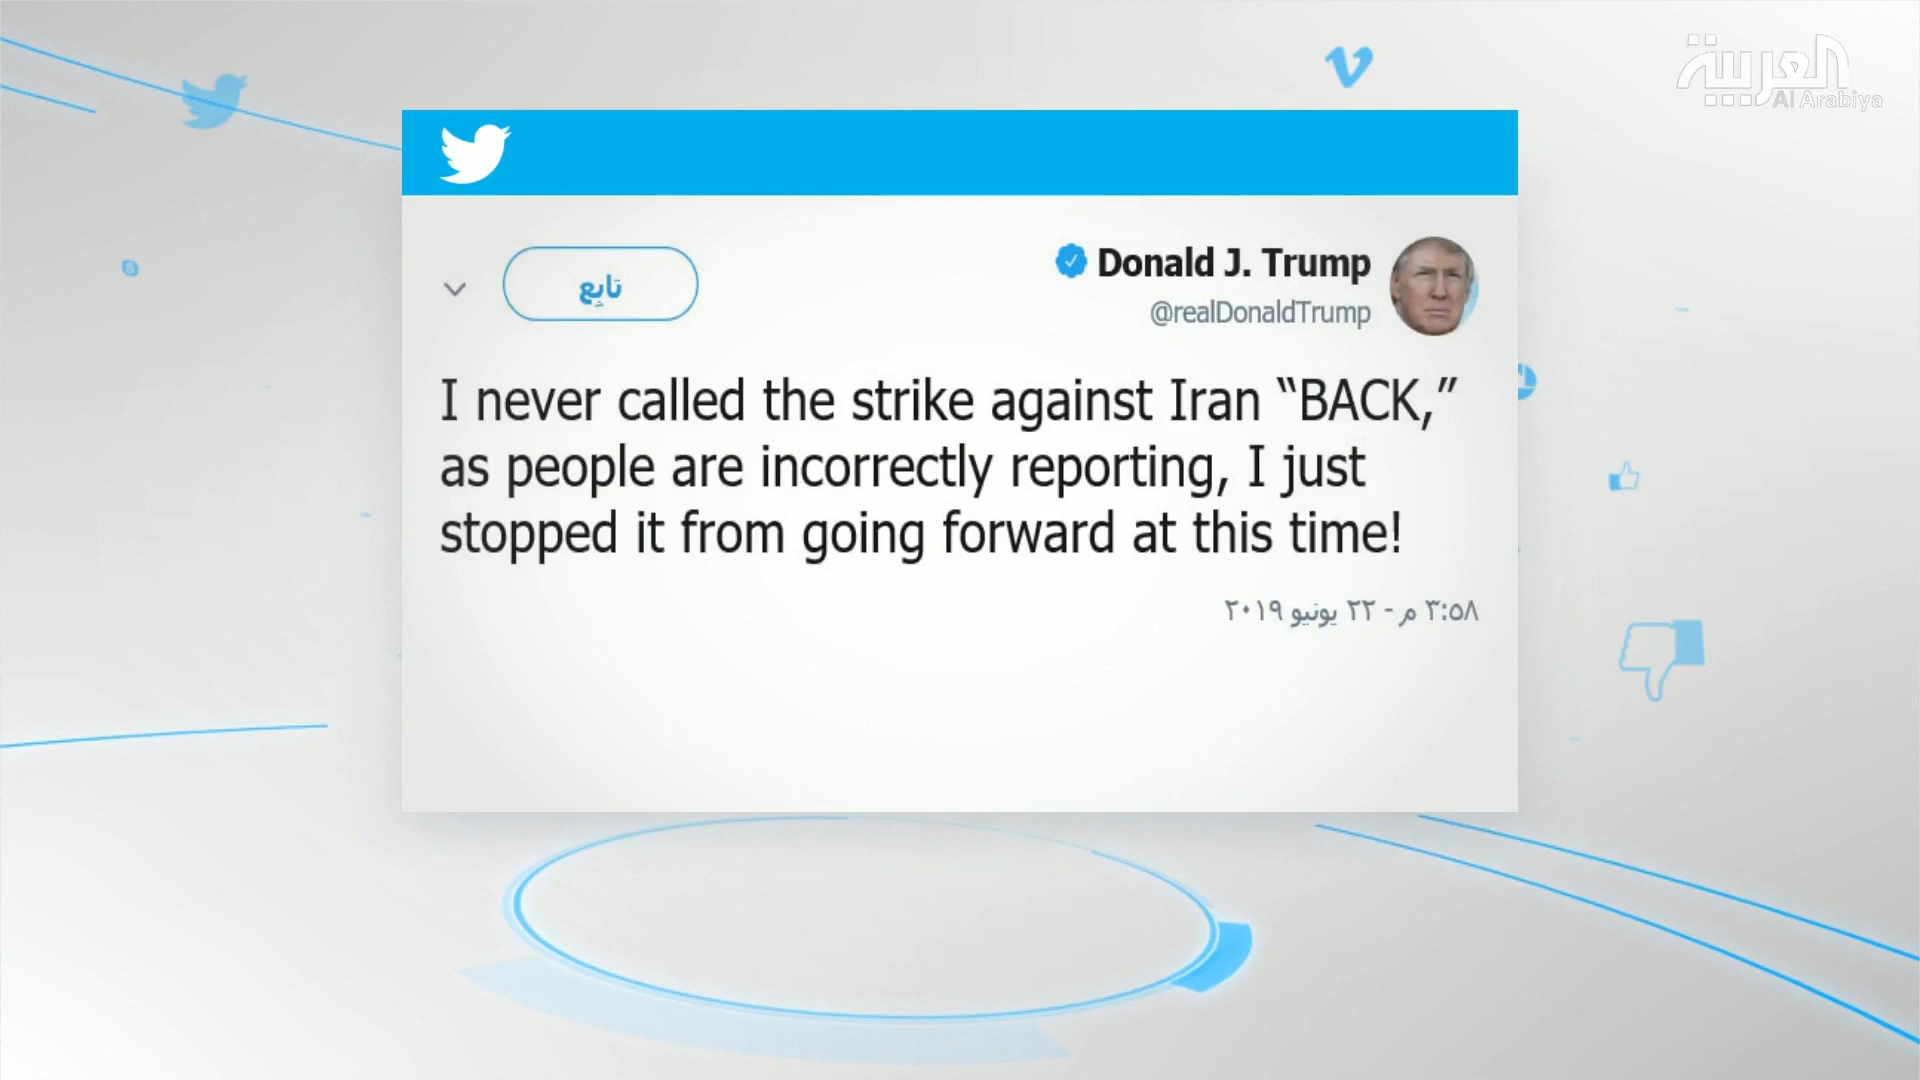 العربية
Al Arabiya
Donald J. Trump
@realDonaldTrump
تابِع
I never called the strike against Iran “BACK,”
as people are incorrectly reporting, I just
stopped it from going forward at this time!
٣:٥٨ م - ٢٢ يونيو ٢٠١٩